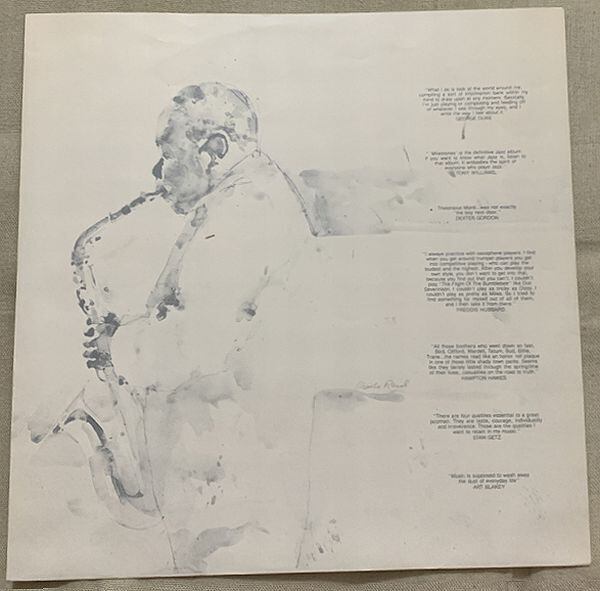 "What I do is look at the world around me,
compiling a sort of information bank within my
mind to draw upon at any moment. Basically
I'm just playing or composing and feeding off
of whatever I see through my eyes, and I
write the way I feel about it."
GEORGE DUKE
"'Milestones' is the definitive Jazz album
if you want to know what Jazz is, listen to
that album. It embodies the spirit of
everyone who plays Jazz."
TONY WILLIAMS.
Thelonious Monk...was not exactly
"the boy next door."
DEXTER GORDON
"I always practice with saxophone players. I find
when you get around trumpet players you get
into competitive playing - who can play the
loudest and the highest. After you develop your
own style, you don't want to get into that,
because you find out that you can't. I couldn't
play 'The Flight Of The Bumblebee' like Doc
Severinson. I couldn't play as tricky as Dizzy. I
couldn't play as pretty as Miles. So I tried to
find something for myself out of all of them,
and I then take it from there."
FREDDIE HUBBARD.
"All those brothers who went down so fast,
Bird, Clifford, Wardell, Tatum, Bud, Billie,
Trane...the names read like an honor roll plaque
in one of those little shady town parks. Seems
like they barely lasted through the springtime
of their lives, casualties on the road to truth."
HAMPTON HAWES.
"There are four qualities essential to a great
jazzman. They are taste, courage, individuality
and irreverence. Those are the qualities I
want to retain in my music."
STAN GETZ
"Music is supposed to wash away
the dust of everyday life"
ART BLAKEY